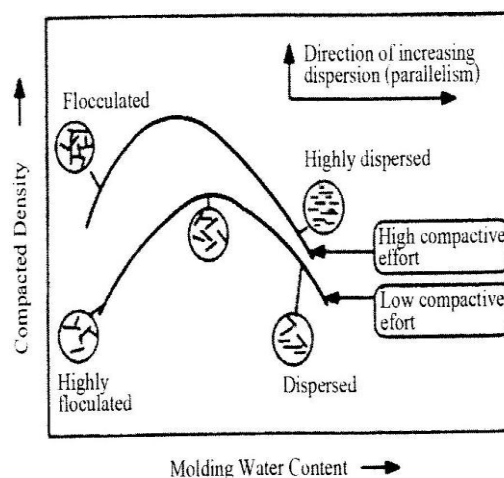 Direction of increasing
dispersion (parallelism)
Flocculated
Highly dispersed
High compactive
effort
Low compactive
efort
Highly
floculated
Dispersed
Compacted Density
Molding Water Content